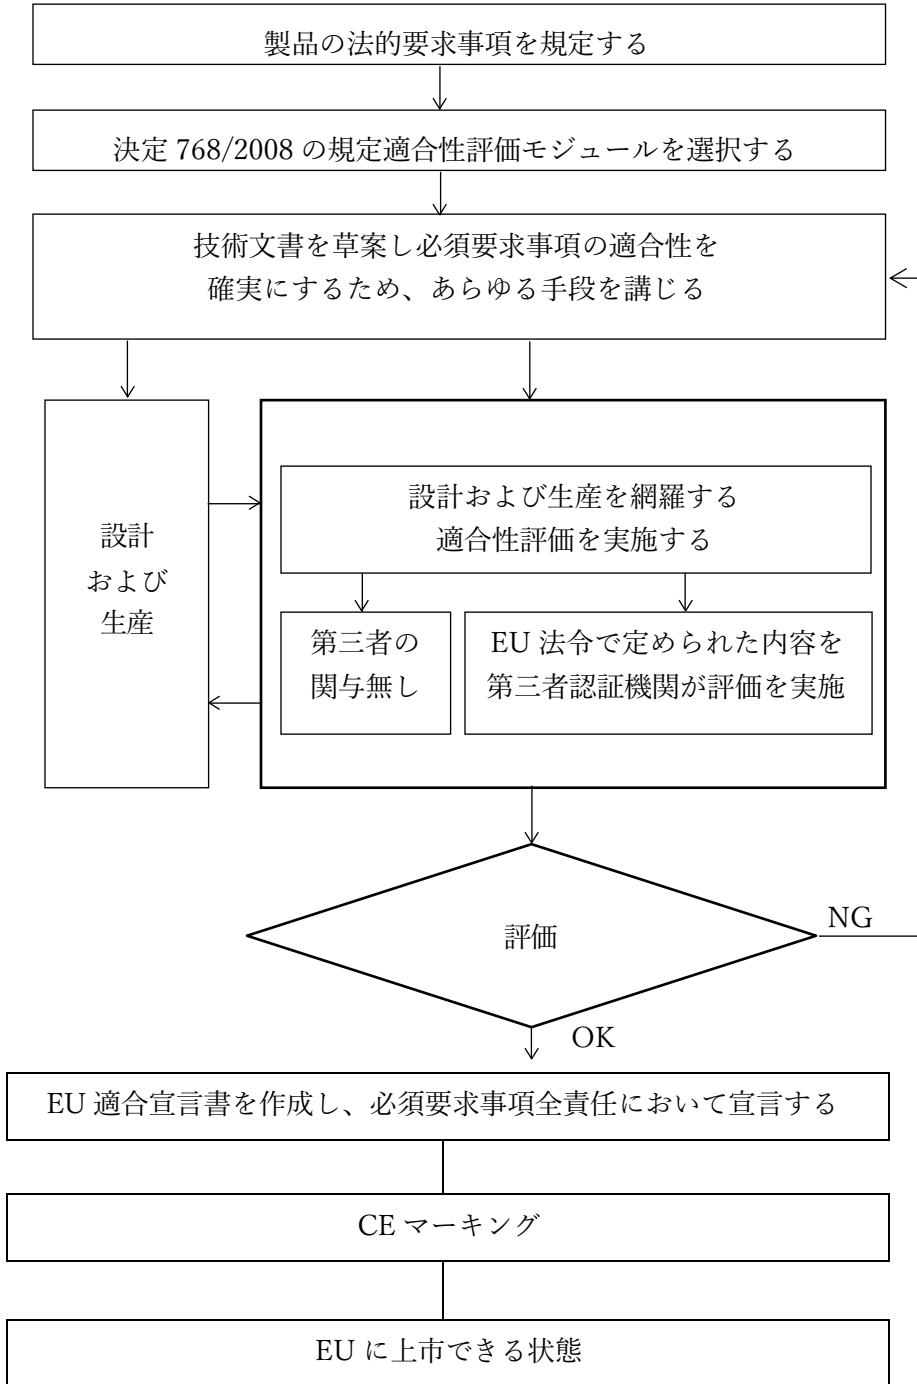 製品の法的要求事項を規定する
決定 768/2008 の規定適合性評価モジュールを選択する
技術文書を草案し必須要求事項の適合性を
確実にするため、あらゆる手段を講じる
設計
および
生産
設計および生産を網羅する
適合性評価を実施する
第三者の
関与無し
EU 法令で定められた内容を
第三者認証機関が評価を実施
評価
NG
OK
EU 適合宣言書を作成し、必須要求事項全責任において宣言する
CE マーキング
EU に上市できる状態